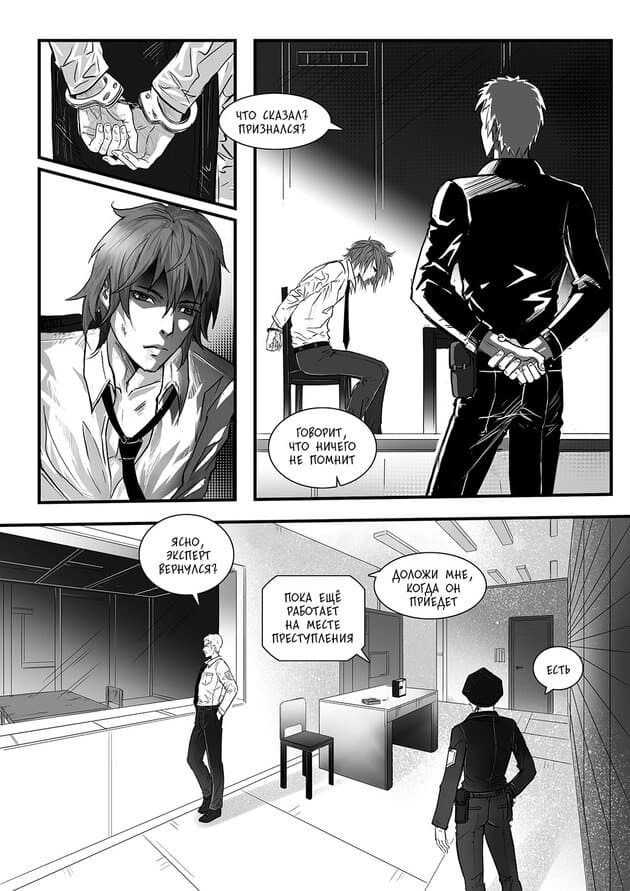 ЧТО СКАЗАЛ?
ПРИЗНАЛСЯ?
ГОВОРИТ,
ЧТО НИЧЕГО
НЕ ПОМНИТ
ЯСНО,
ЭКСПЕРТ
ВЕРНУЛСЯ?
ПОКА ЕЩЁ
РАБОТАЕТ
НА МЕСТЕ
ПРЕСТУПЛЕНИЯ
ДОЛОЖИ МНЕ,
КОГДА ОН
ПРИЕДЕТ
ЕСТЬ